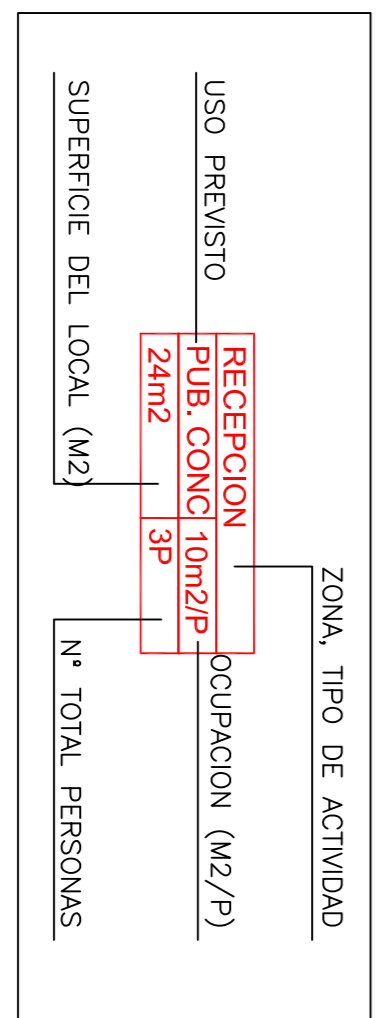 ZONA, TIPO DE ACTIVIDAD
RECEPCION
USO PREVISTO
PUB. CONC
10m2/P
OCUPACION (M2/P)
24m2
3P
SUPERFICIE DEL LOCAL (M2)
N° TOTAL PERSONAS